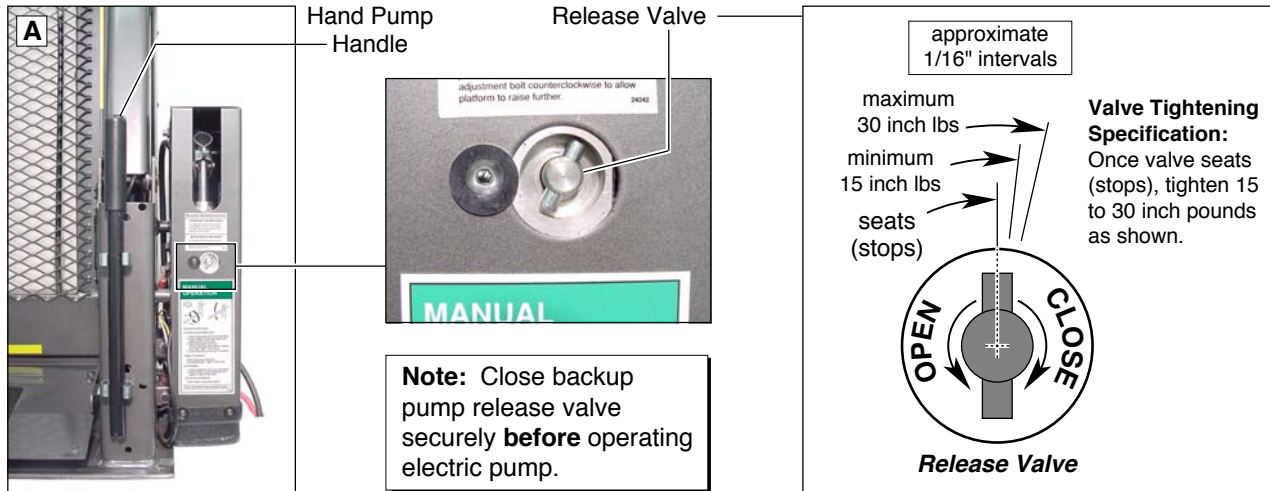 A
Hand Pump
Handle
Release Valve
adjustment bolt counterclockwise to allow
platform to raise further.
24242
MANUAL
MANUAL
OPERATION
Note: Close backup
pump release valve
securely before operating
electric pump.
approximate
1/16" intervals
maximum
30 inch lbs
minimum
15 inch lbs
seats
(stops)
Valve Tightening
Specification:
Once valve seats
(stops), tighten 15
to 30 inch pounds
as shown.
OPEN
CLOSE
Release Valve